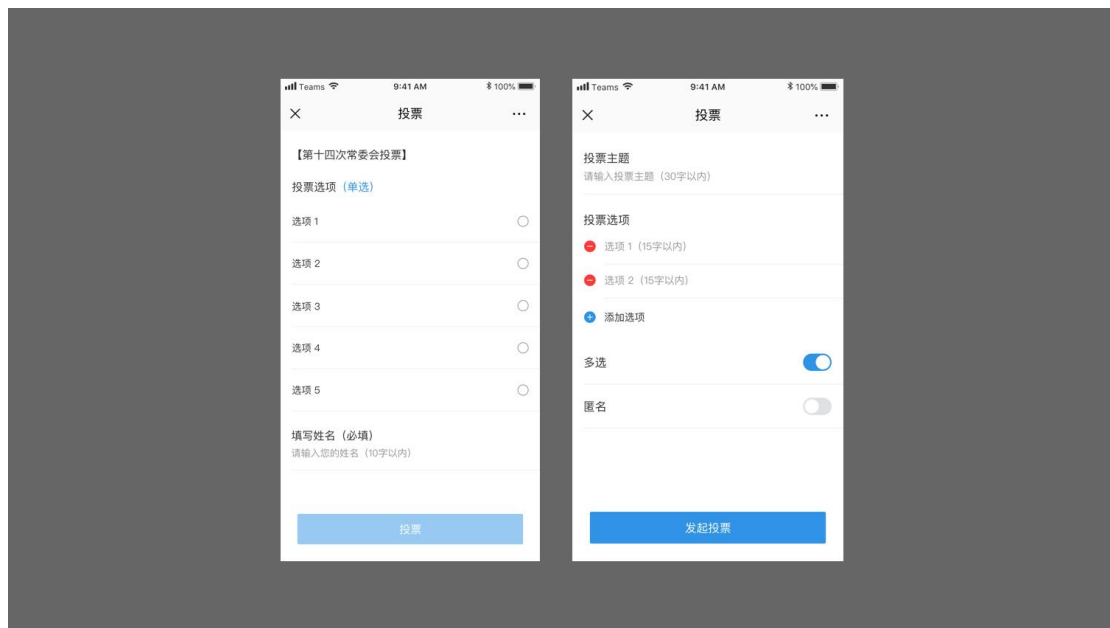 Teams 9:41 AM 100%
投票
【第十四次常委会投票】
投票选项（单选）
选项 1
选项 2
选项 3
选项 4
选项 5
填写姓名（必填）
请输入您的姓名（10字以内）
投票
Teams 9:41 AM 100%
投票
投票主题
请输入投票主题（30字以内）
投票选项
选项 1（15字以内）
选项 2（15字以内）
添加选项
多选
匿名
发起投票